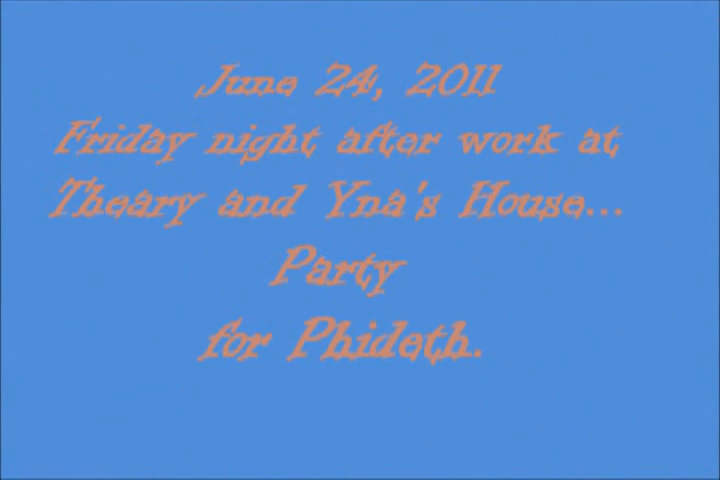 June 24, 2011
Friday night after work at
Theary and Yna's House...
Party
for Phideth.